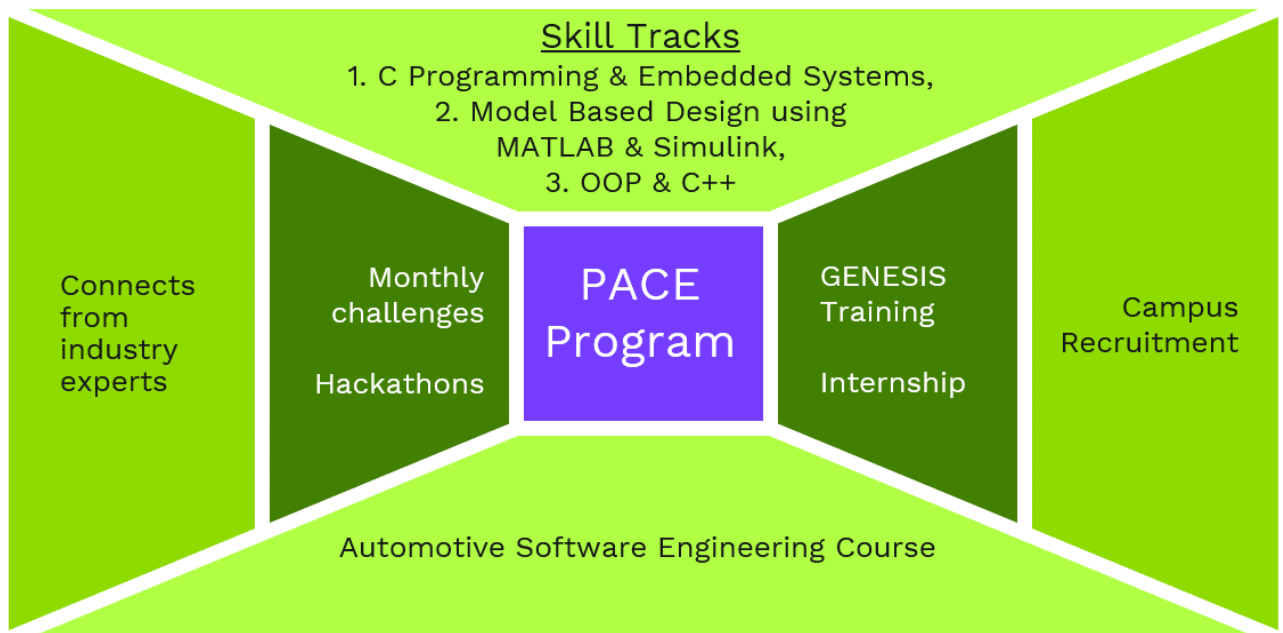 Skill Tracks
1. C Programming & Embedded Systems,
2. Model Based Design using
MATLAB & Simulink,
3. OOP & C++
Connects
from
industry
experts
Monthly
challenges
Hackathons
PACE
Program
GENESIS
Training
Internship
Campus
Recruitment
Automotive Software Engineering Course